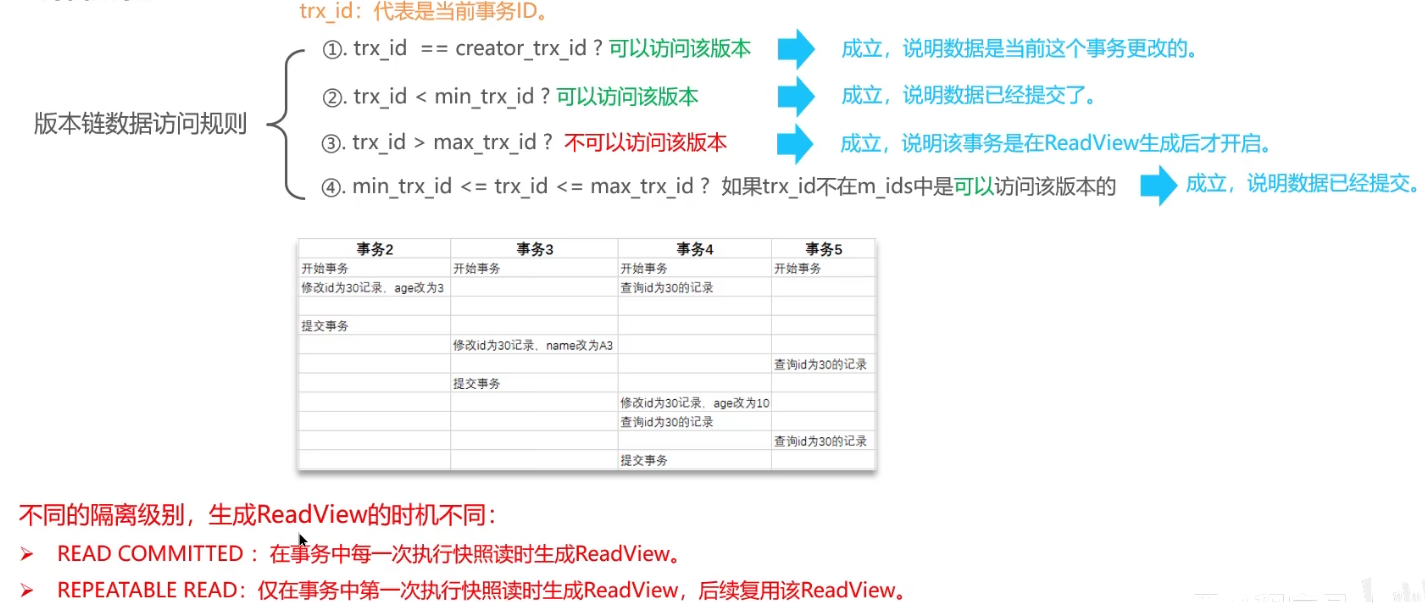 trx_id：代表是当前事务ID。
①. trx_id == creator_trx_id ? 可以访问该版本 成立，说明数据是当前这个事务更改的。
②. trx_id < min_trx_id ? 可以访问该版本 成立，说明数据已经提交了。
版本链数据访问规则
③. trx_id > max_trx_id ? 不可以访问该版本 成立，说明该事务是在ReadView生成后才开启。
④. min_trx_id <= trx_id <= max_trx_id ? 如果trx_id不在m_ids中是可以访问该版本的 成立，说明数据已经提交。
事务2 事务3 事务4 事务5
开始事务 开始事务 开始事务 开始事务
修改id为30记录、age改为3 查询id为30的记录
提交事务
修改id为30记录、name改为A3
查询id为30的记录
提交事务
修改id为30记录、age改为10
查询id为30的记录
查询id为30的记录
提交事务
不同的隔离级别，生成ReadView的时机不同：
➢ READ COMMITTED ：在事务中每一次执行快照读时生成ReadView。
➢ REPEATABLE READ：仅在事务中第一次执行快照读时生成ReadView，后续复用该ReadView。